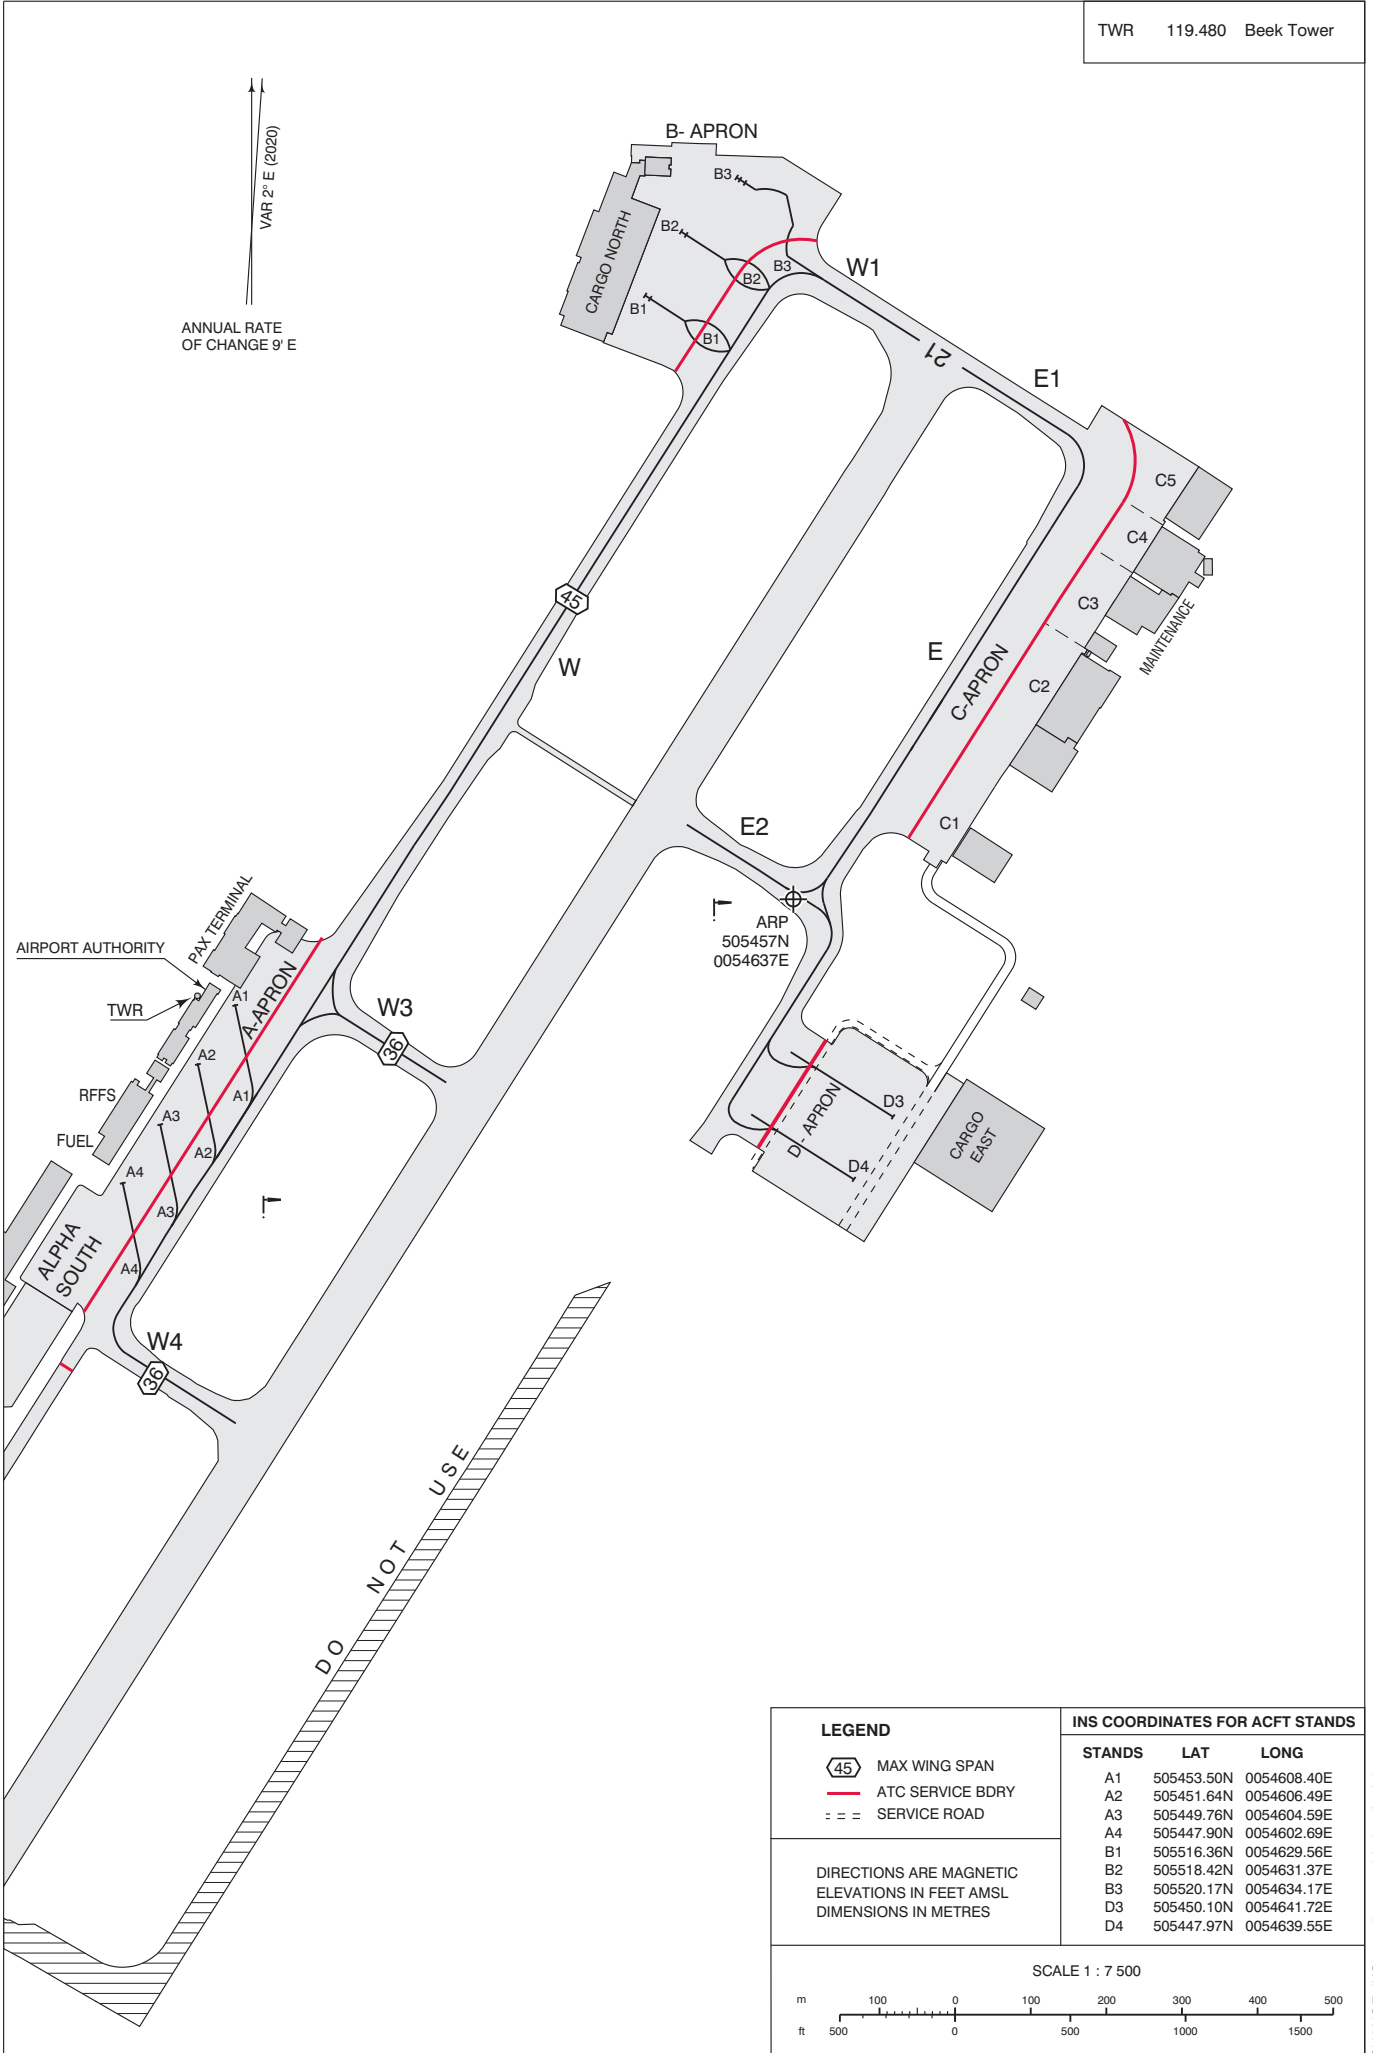 TWR 119.480 Beek Tower
VAR 2° E (2020)
ANNUAL RATE
OF CHANGE 9' E
B- APRON
B3
CARGO NORTH
B2
B3
W1
B2
B1
B1
21
E1
C5
C4
45
C3
MAINTENANCE
W
E
C-APRON
C2
E2
C1
PAX TERMINAL
AIRPORT AUTHORITY
ARP
505457N
0054637E
A1
A-APRON
TWR
W3
36
A2
RFFS
A1
A3
D3
D - APRON
FUEL
CARGO
EAST
A2
A4
D4
A3
ALPHA
SOUTH
A4
W4
36
DO NOT USE
LEGEND
45 MAX WING SPAN
ATC SERVICE BDRY
SERVICE ROAD
DIRECTIONS ARE MAGNETIC
ELEVATIONS IN FEET AMSL
DIMENSIONS IN METRES
INS COORDINATES FOR ACFT STANDS
STANDS LAT LONG
A1 505453.50N 0054608.40E
A2 505451.64N 0054606.49E
A3 505449.76N 0054604.59E
A4 505447.90N 0054602.69E
B1 505516.36N 0054629.56E
B2 505518.42N 0054631.37E
B3 505520.17N 0054634.17E
D3 505450.10N 0054641.72E
D4 505447.97N 0054639.55E
SCALE 1 : 7 500
m 100 0 100 200 300 400 500
ft 500 0 500 1000 1500